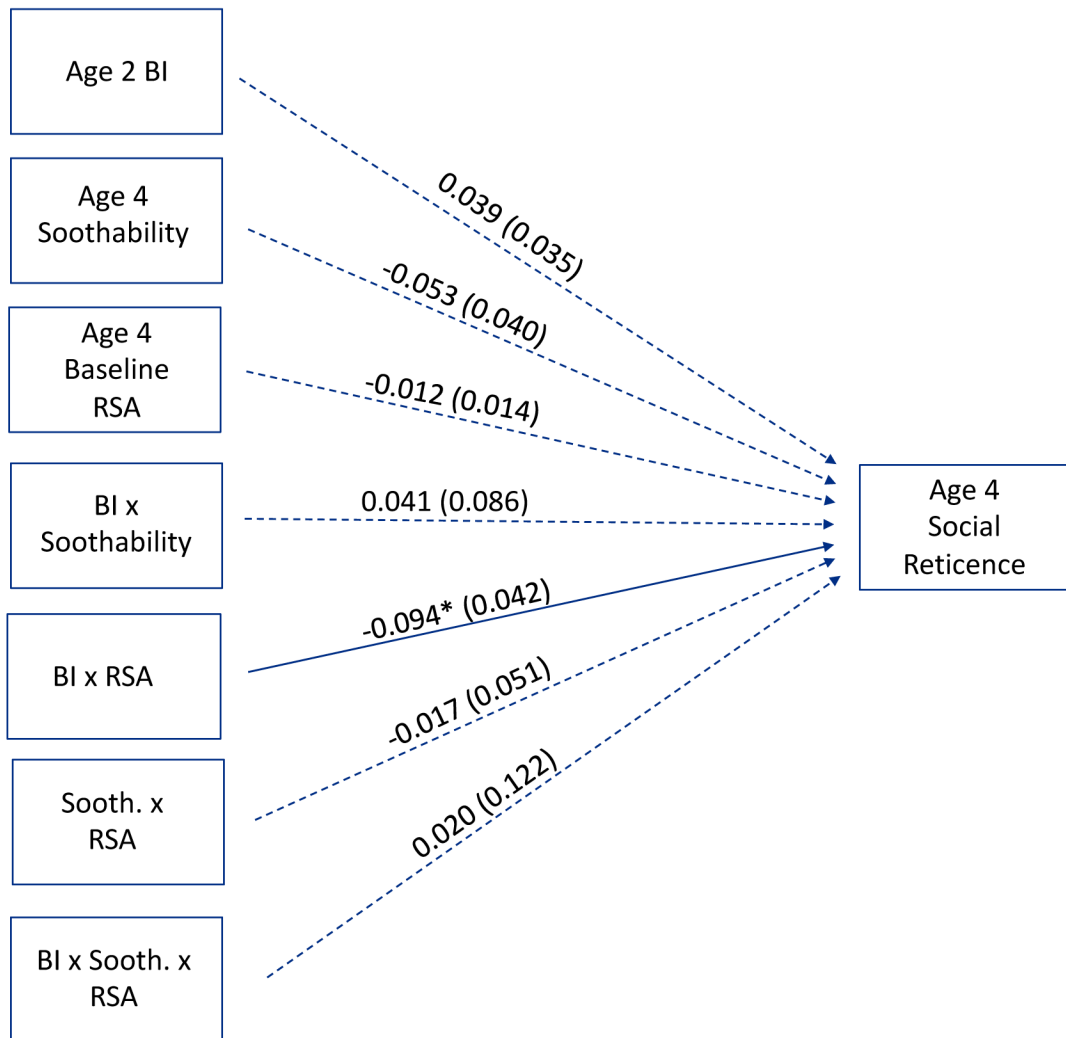 Age 2 BI
0.039 (0.035)
Age 4
Soothability
-0.053 (0.040)
Age 4
Baseline
RSA
-0.012 (0.014)
BI x
Soothability
0.041 (0.086)
Age 4
Social
Reticence
BI x RSA
-0.094* (0.042)
Sooth. x
RSA
-0.017 (0.051)
BI x Sooth. x
RSA
0.020 (0.122)